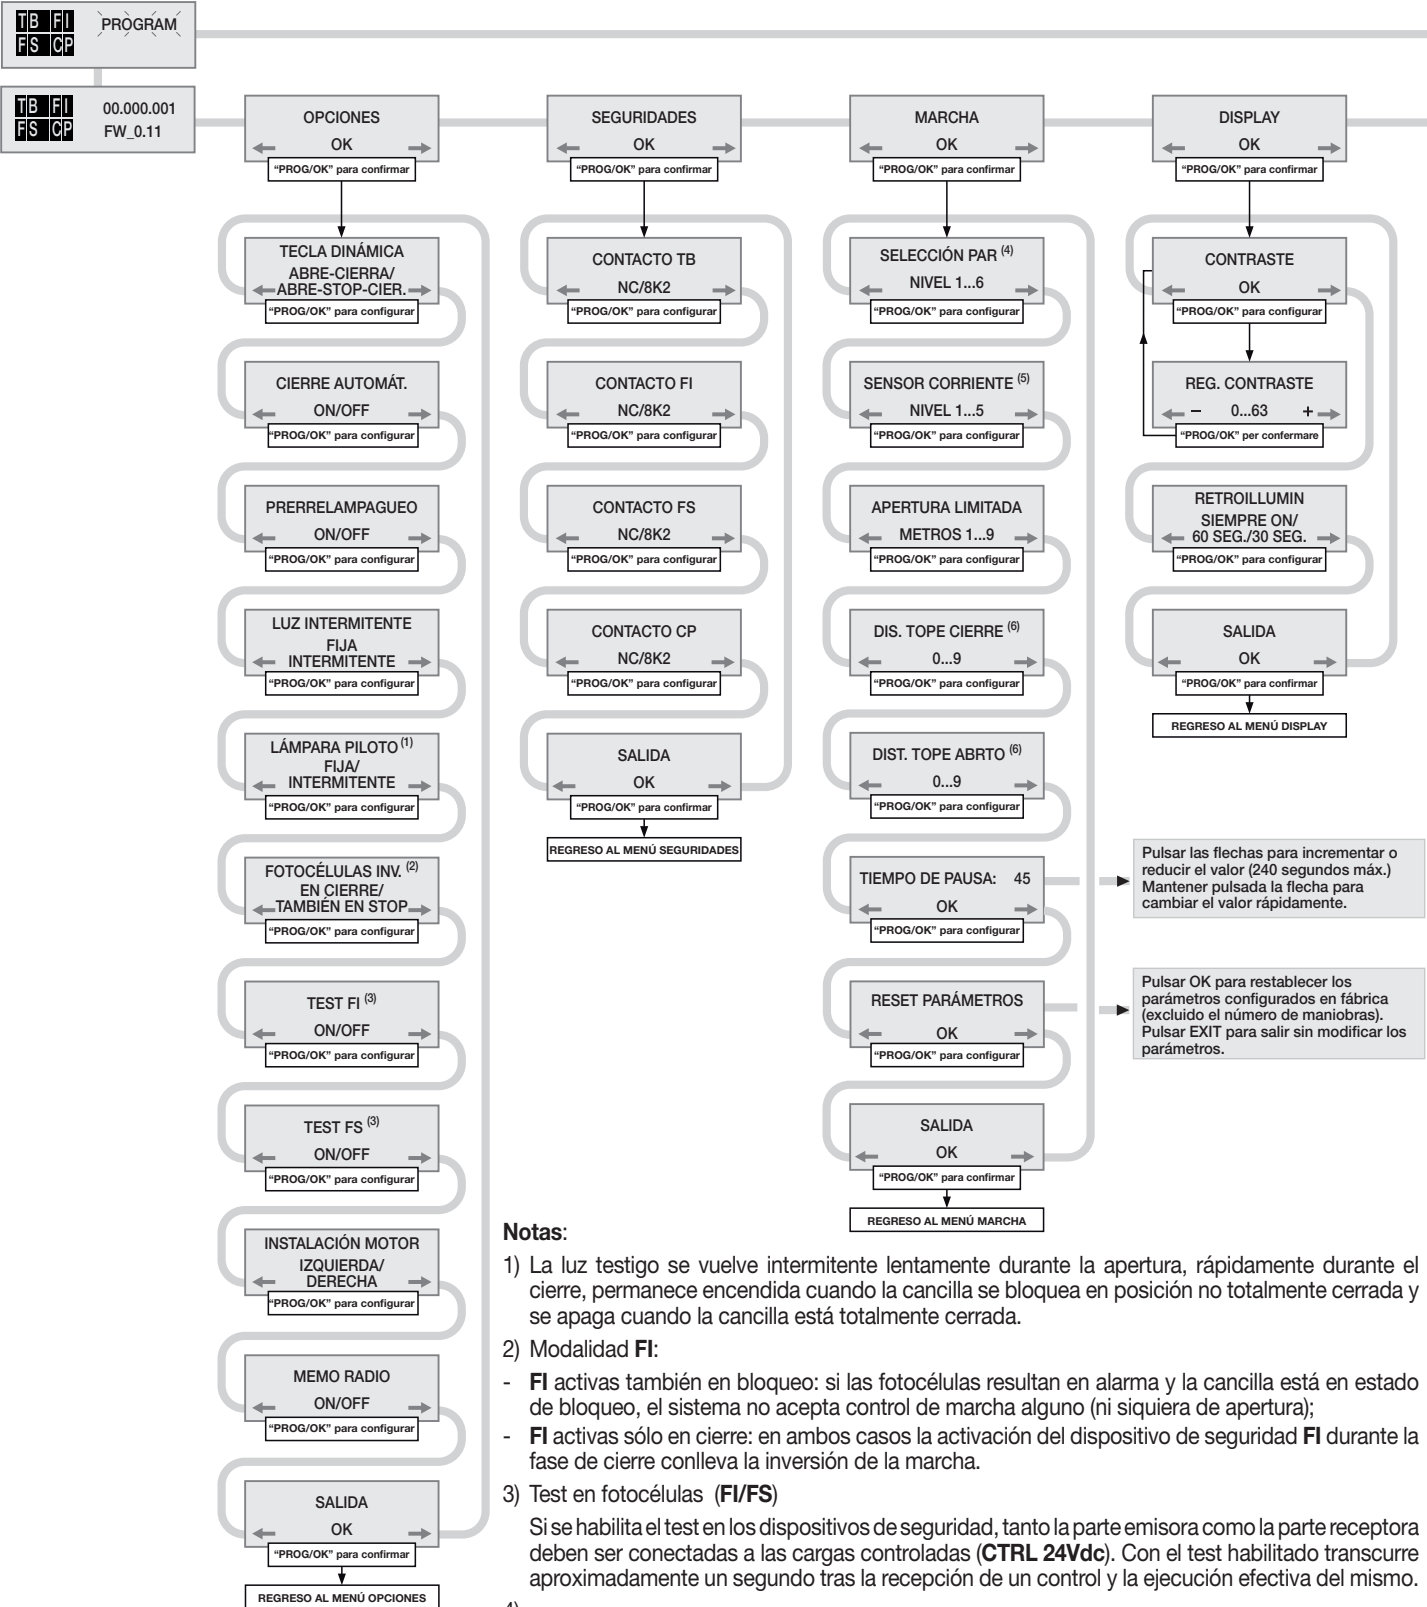 TB FI
FS CP
PROGRAM
TB FI
FS CP
00.000.001
FW_0.11
OPCIONES
OK
“PROG/OK” para confirmar
TECLA DINÁMICA
ABRE-CIERRA/
ABRE-STOP-CIER.
“PROG/OK” para configurar
CIERRE AUTOMÁT.
ON/OFF
“PROG/OK” para configurar
PRERRELAMPAGUEO
ON/OFF
“PROG/OK” para configurar
LUZ INTERMITENTE
FIJA
INTERMITENTE
“PROG/OK” para configurar
LÁMPARA PILOTO (1)
FIJA/
INTERMITENTE
“PROG/OK” para configurar
FOTOCÉLULAS INV. (2)
EN CIERRE/
TAMBIÉN EN STOP
“PROG/OK” para configurar
TEST FI (3)
ON/OFF
“PROG/OK” para configurar
TEST FS (3)
ON/OFF
“PROG/OK” para configurar
INSTALACIÓN MOTOR
IZQUIERDA/
DERECHA
“PROG/OK” para configurar
MEMO RADIO
ON/OFF
“PROG/OK” para configurar
SALIDA
OK
“PROG/OK” para confirmar
REGRESO AL MENÚ OPCIONES
SEGURIDADES
OK
“PROG/OK” para confirmar
CONTACTO TB
NC/8K2
“PROG/OK” para configurar
CONTACTO FI
NC/8K2
“PROG/OK” para configurar
CONTACTO FS
NC/8K2
“PROG/OK” para configurar
CONTACTO CP
NC/8K2
“PROG/OK” para configurar
SALIDA
OK
“PROG/OK” para confirmar
REGRESO AL MENÚ SEGURIDADES
MARCHA
OK
“PROG/OK” para confirmar
SELECCIÓN PAR (4)
NIVEL 1...6
“PROG/OK” para configurar
SENSOR CORRIENTE (5)
NIVEL 1...5
“PROG/OK” para configurar
APERTURA LIMITADA
METROS 1...9
“PROG/OK” para configurar
DIS. TOPE CIERRE (6)
0...9
“PROG/OK” para configurar
DIST. TOPE ABRTO (6)
0...9
“PROG/OK” para configurar
TIEMPO DE PAUSA: 45
OK
“PROG/OK” para configurar
RESET PARÁMETROS
OK
“PROG/OK” para configurar
SALIDA
OK
“PROG/OK” para confirmar
REGRESO AL MENÚ MARCHA
DISPLAY
OK
“PROG/OK” para confirmar
CONTRASTE
OK
“PROG/OK” para configurar
REG. CONTRASTE
– 0...63 +
“PROG/OK” per confermare
RETROILLUMIN
SIEMPRE ON/
60 SEG./30 SEG.
“PROG/OK” para configurar
SALIDA
OK
“PROG/OK” para confirmar
REGRESO AL MENÚ DISPLAY
Pulsar las flechas para incrementar o
reducir el valor (240 segundos máx.)
Mantener pulsada la flecha para
cambiar el valor rápidamente.
Pulsar OK para restablecer los
parámetros configurados en fábrica
(excluido el número de maniobras).
Pulsar EXIT para salir sin modificar los
parámetros.
Notas:
1) La luz testigo se vuelve intermitente lentamente durante la apertura, rápidamente durante el
cierre, permanece encendida cuando la cancilla se bloquea en posición no totalmente cerrada y
se apaga cuando la cancilla está totalmente cerrada.
2) Modalidad FI:
- FI activas también en bloqueo: si las fotocélulas resultan en alarma y la cancilla está en estado
de bloqueo, el sistema no acepta control de marcha alguno (ni siquiera de apertura);
- FI activas sólo en cierre: en ambos casos la activación del dispositivo de seguridad FI durante la
fase de cierre conlleva la inversión de la marcha.
3) Test en fotocélulas (FI/FS)
Si se habilita el test en los dispositivos de seguridad, tanto la parte emisora como la parte receptora
deben ser conectadas a las cargas controladas (CTRL 24Vdc). Con el test habilitado transcurre
aproximadamente un segundo tras la recepción de un control y la ejecución efectiva del mismo.